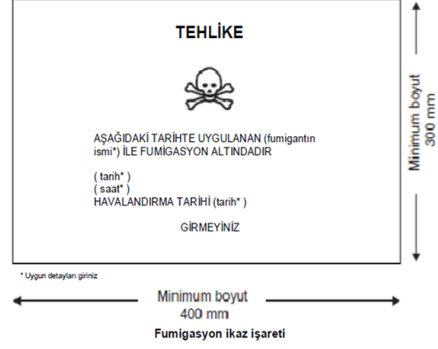 TEHLİKE
AŞAĞIDAKİ TARİHTE UYGULANAN (fumigantın
ismi*) İLE FUMİGASYON ALTINDADIR
( tarih* )
( saat* )
HAVALANDIRMA TARİHİ (tarih* )
GİRMEYİNİZ
Minimum boyut
300 mm
* Uygun detayları giriniz
Minimum boyut
400 mm
Fumigasyon ikaz işareti